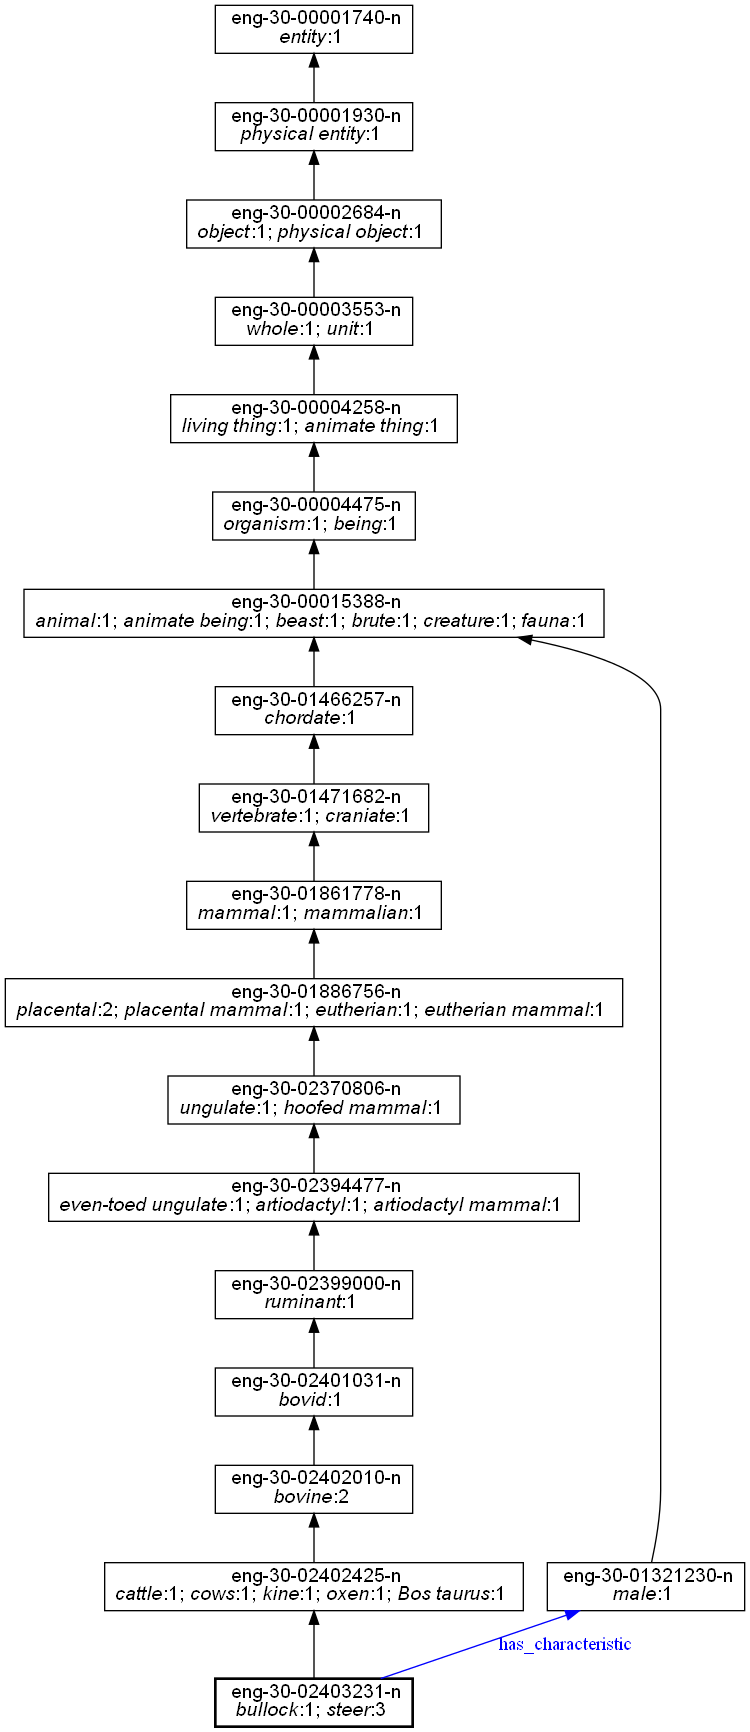 eng-30-00001740-n
entity:1
eng-30-00001930-n
physical entity:1
eng-30-00002684-n
object:1; physical object:1
eng-30-00003553-n
whole:1; unit:1
eng-30-00004258-n
living thing:1; animate thing:1
eng-30-00004475-n
organism:1; being:1
eng-30-00015388-n
animal:1; animate being:1; beast:1; brute:1; creature:1; fauna:1
eng-30-01466257-n
chordate:1
eng-30-01471682-n
vertebrate:1; craniate:1
eng-30-01861778-n
mammal:1; mammalian:1
eng-30-01886756-n
placental:2; placental mammal:1; eutherian:1; eutherian mammal:1
eng-30-02370806-n
ungulate:1; hoofed mammal:1
eng-30-02394477-n
even-toed ungulate:1; artiodactyl:1; artiodactyl mammal:1
eng-30-02399000-n
ruminant:1
eng-30-02401031-n
bovid:1
eng-30-02402010-n
bovine:2
eng-30-02402425-n
cattle:1; cows:1; kine:1; oxen:1; Bos taurus:1
eng-30-01321230-n
male:1
has_characteristic
eng-30-02403231-n
bullock:1; steer:3